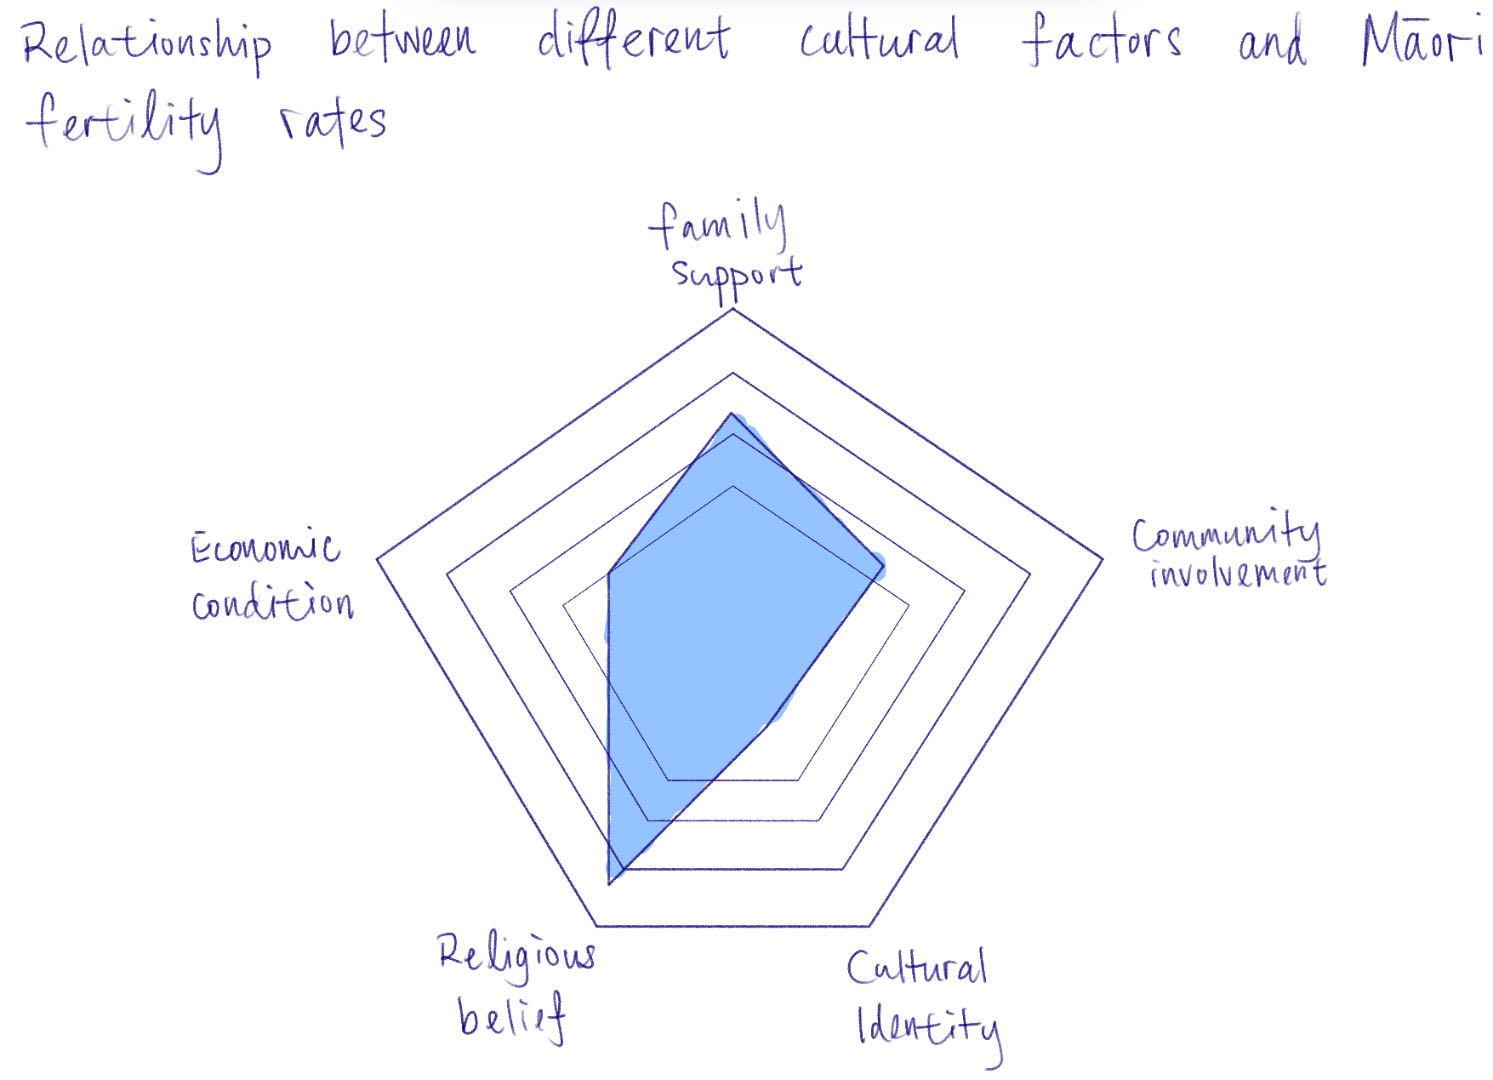 Relationship between different cultural factors and Māori
fertility rates
family
support
Economic
condition
Community
involvement
Religious
belief
Cultural
Identity